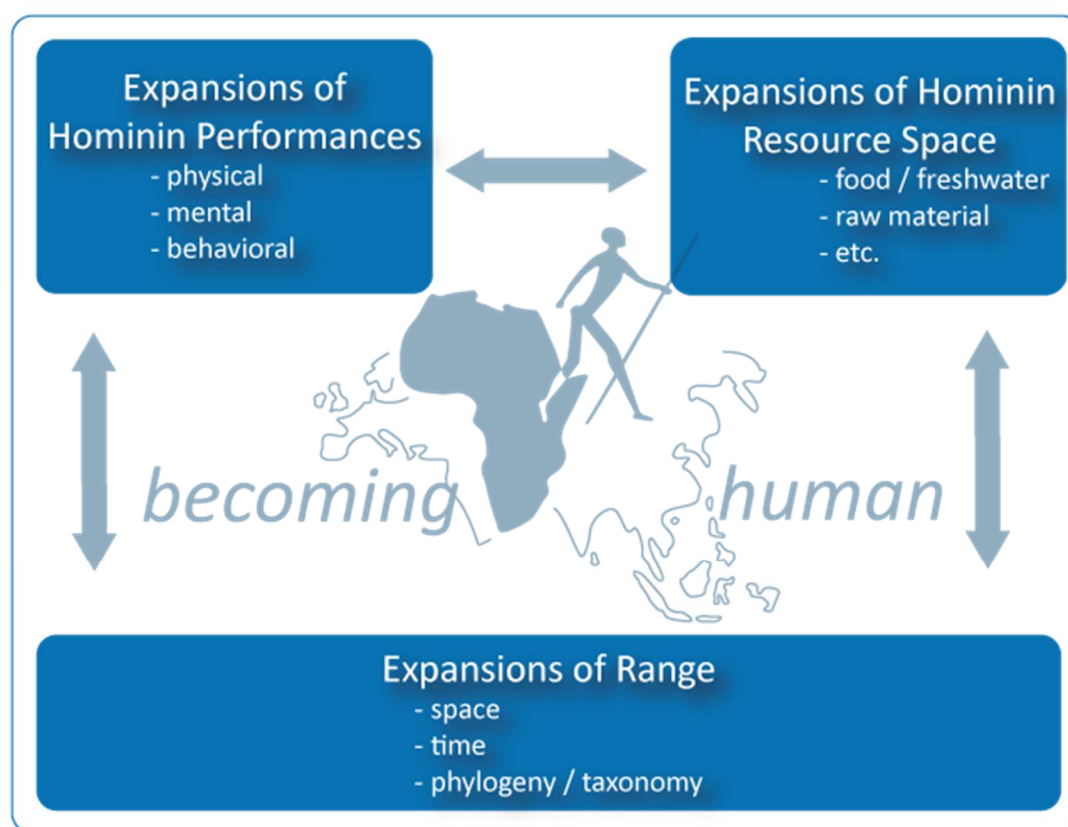 Expansions of
Hominin Performances
- physical
- mental
- behavioral
Expansions of Hominin
Resource Space
- food / freshwater
- raw material
- etc.
becoming human
Expansions of Range
- space
- time
- phylogeny / taxonomy